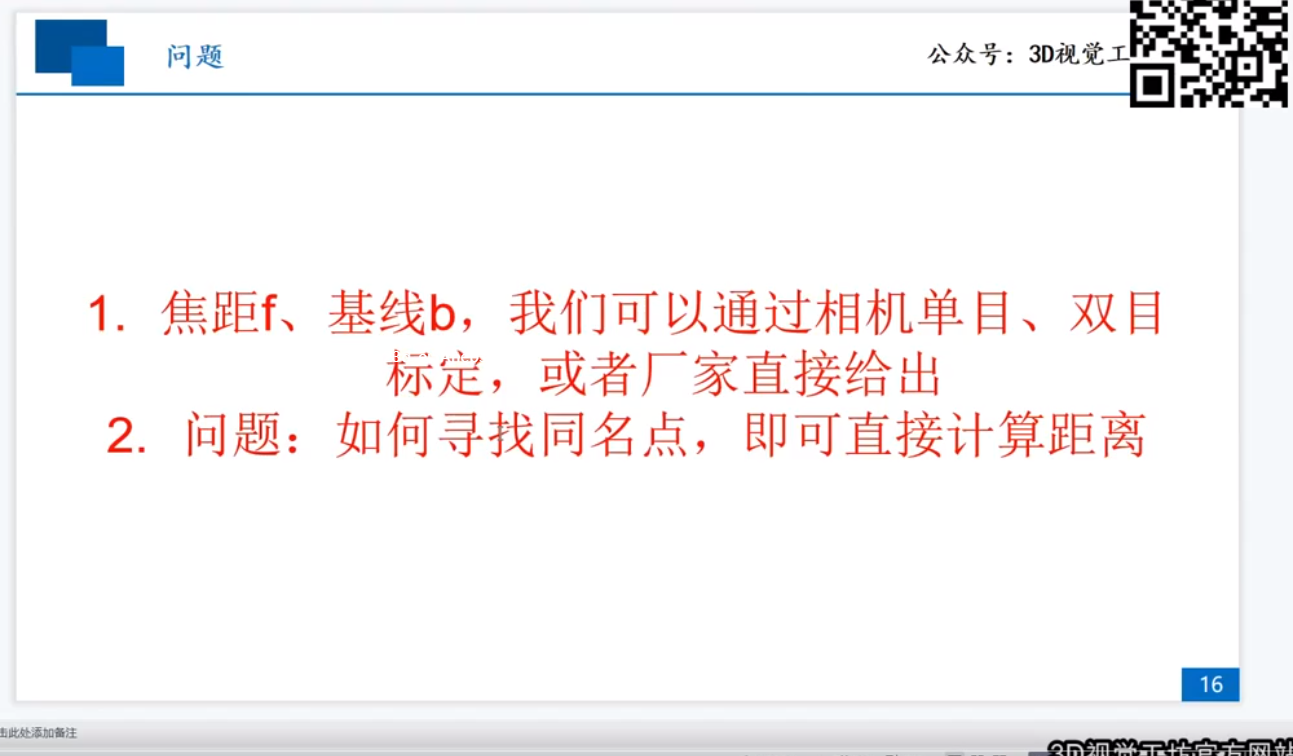 问题
公众号：3D视觉工
1. 焦距f、基线b，我们可以通过相机单目、双目
标定，或者厂家直接给出
2. 问题：如何寻找同名点，即可直接计算距离
16
击此处添加备注
3D视觉工坊官方网站